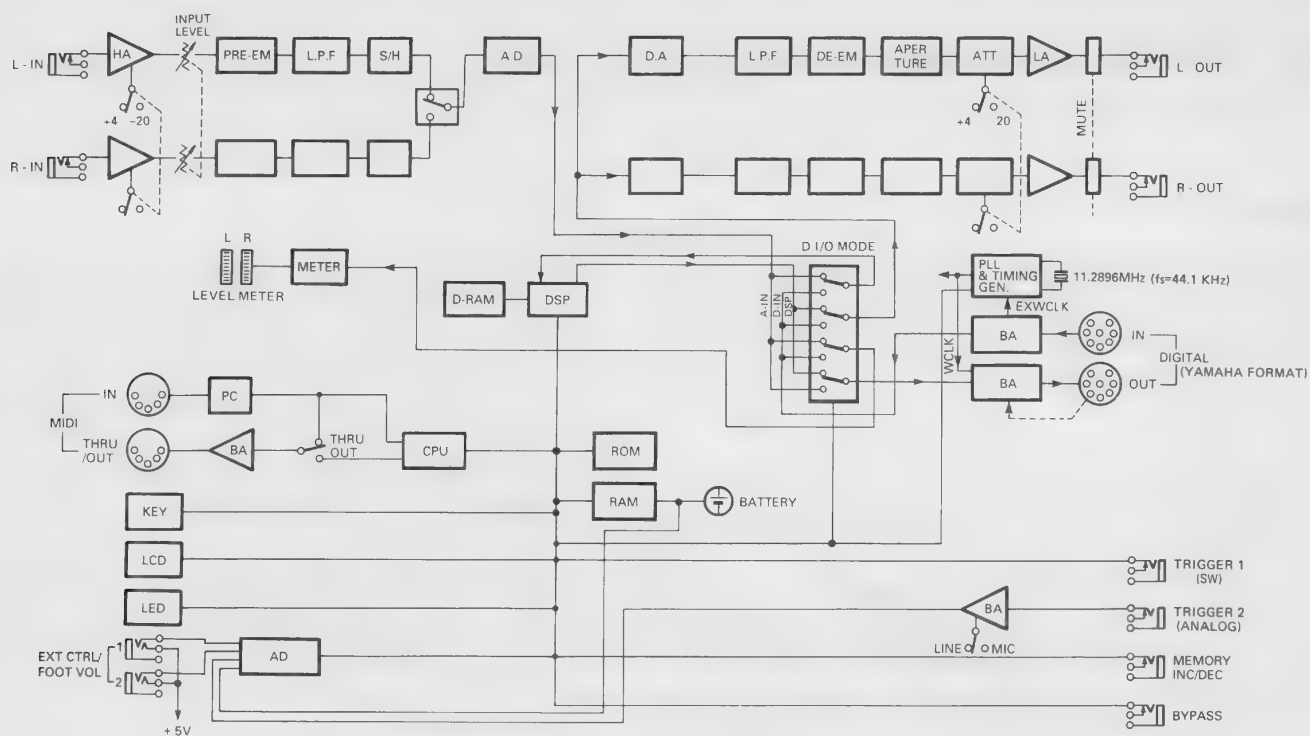 INPUT
LEVEL
L - IN
HA
PRE-EM
L.P.F
S/H
A D
D.A
L P.F
DE-EM
APER
TURE
ATT
LA
L OUT
+4 -20
+4 20
MUTE
R - IN
R - OUT
L R
METER
LEVEL METER
D-RAM
DSP
D I/O MODE
A-IN
D-IN
DSP
PLL
& TIMING
GEN.
11.2896MHz (fs=44.1 KHz)
EXWCLK
WCLK
BA
IN
DIGITAL
(YAMAHA FORMAT)
BA
OUT
MIDI
IN
PC
THRU
/OUT
BA
THRU
OUT
CPU
ROM
RAM
BATTERY
KEY
LCD
LED
TRIGGER 1
(SW)
BA
TRIGGER 2
(ANALOG)
LINE MIC
EXT CTRL/
FOOT VOL
1
2
AD
MEMORY
INC/DEC
+ 5V
BYPASS